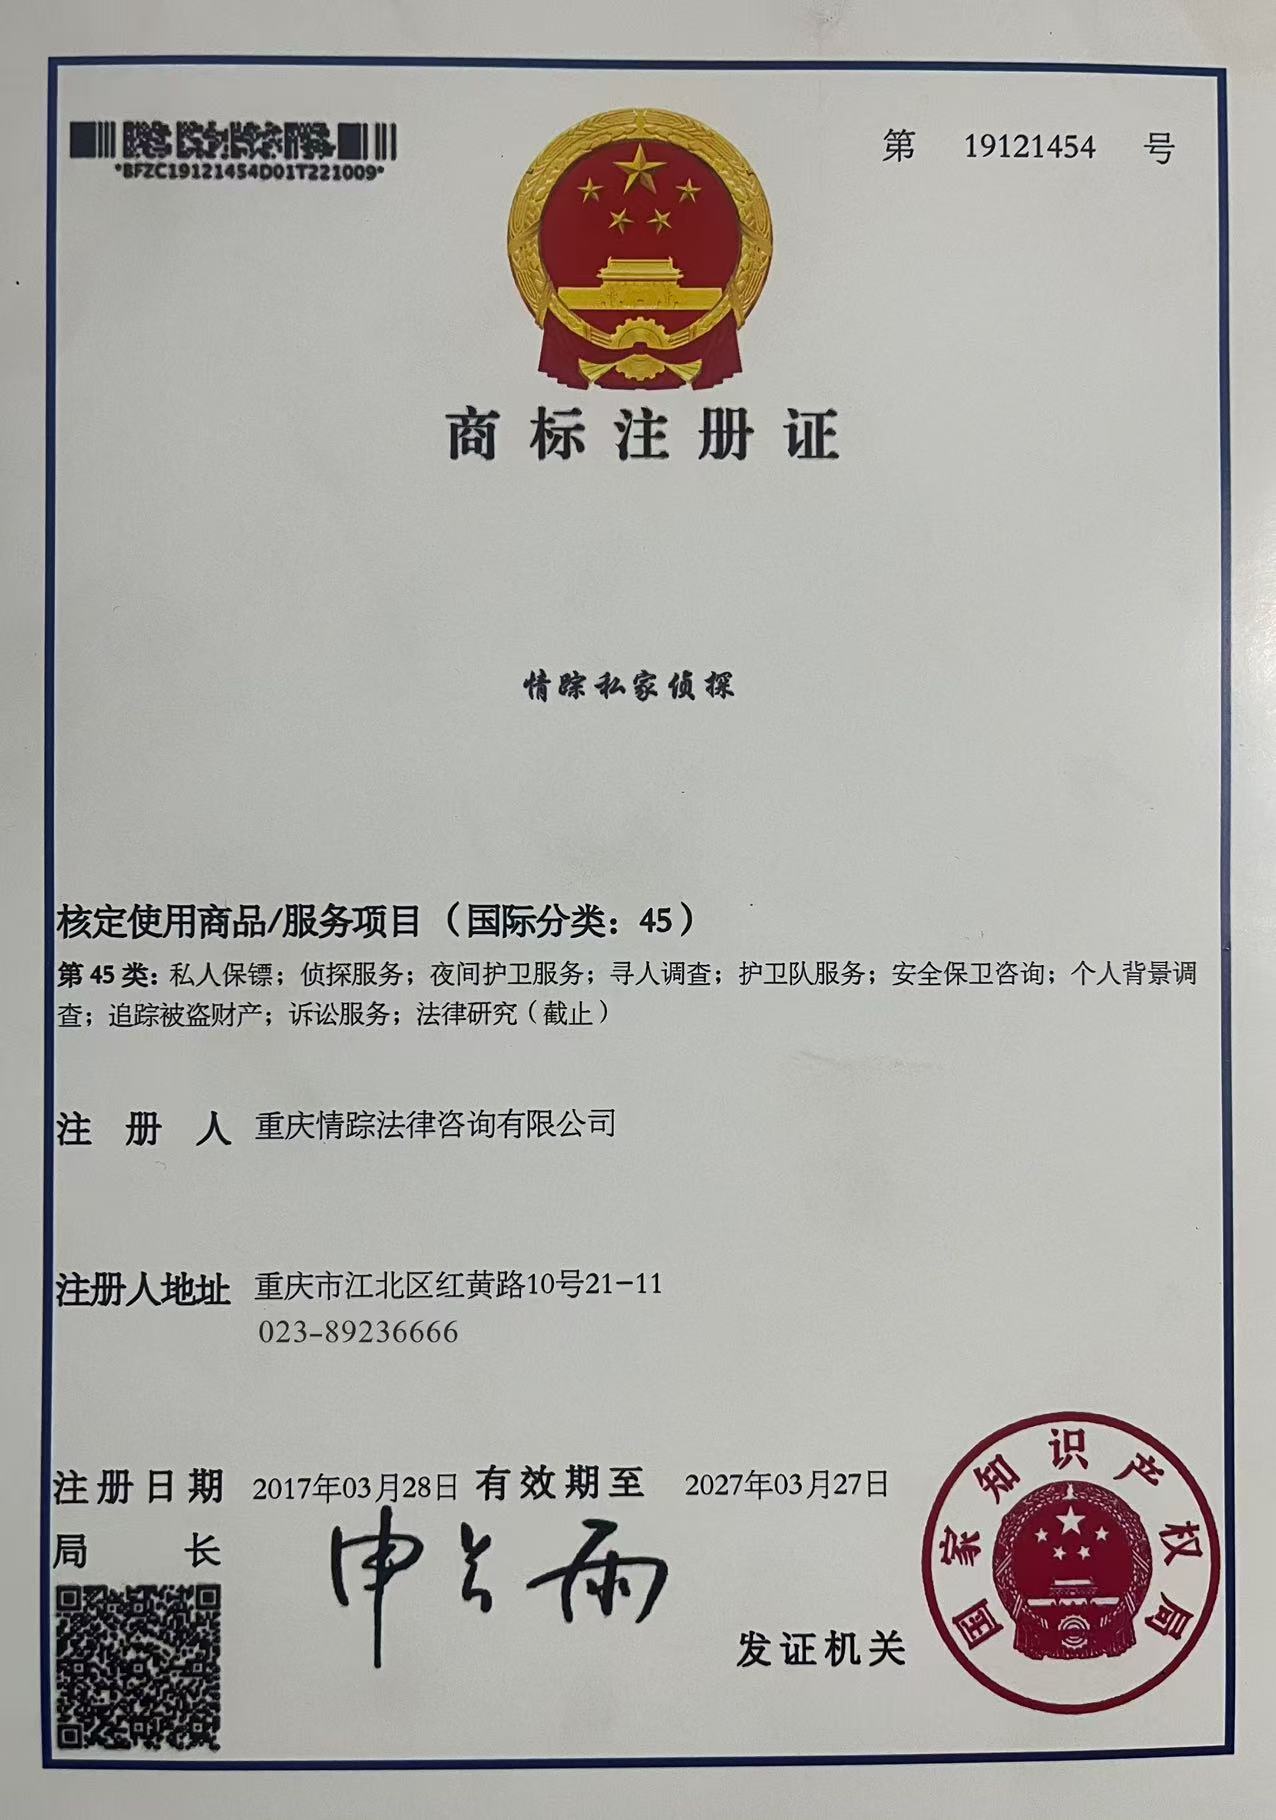 *BFZC19121454D01T221009*
第 19121454 号
商标注册证
情踪私家侦探
核定使用商品/服务项目（国际分类：45）
第 45 类：私人保镖；侦探服务；夜间护卫服务；寻人调查；护卫队服务；安全保卫咨询；个人背景调
查；追踪被盗财产；诉讼服务；法律研究（截止）
注册人 重庆情踪法律咨询有限公司
注册人地址 重庆市江北区红黄路10号21-11
023-89236666
注册日期 2017年03月28日 有效期至 2027年03月27日
局长 申长雨
发证机关
国家知识产权局